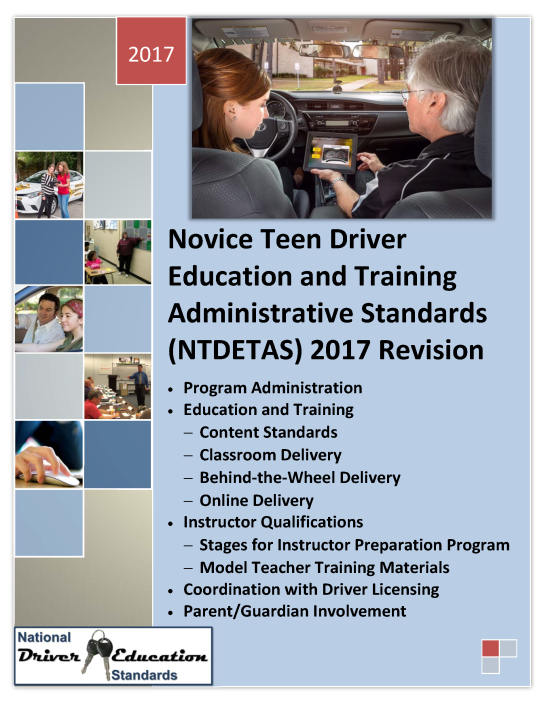 2017
Novice Teen Driver
Education and Training
Administrative Standards
(NTDETAS) 2017 Revision
• Program Administration
• Education and Training
– Content Standards
– Classroom Delivery
– Behind-the-Wheel Delivery
– Online Delivery
• Instructor Qualifications
– Stages for Instructor Preparation Program
– Model Teacher Training Materials
• Coordination with Driver Licensing
• Parent/Guardian Involvement
National
Driver Education
Standards